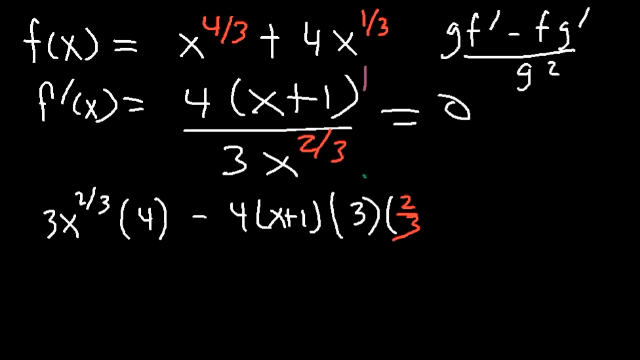 f(x) = x^{4/3} + 4x^{1/3}
gf' - fg' / g^2
f'(x) = 4(x+1)^1 / 3x^{2/3} = 0
3x^{2/3} (4) - 4(x+1)(3)(2/3